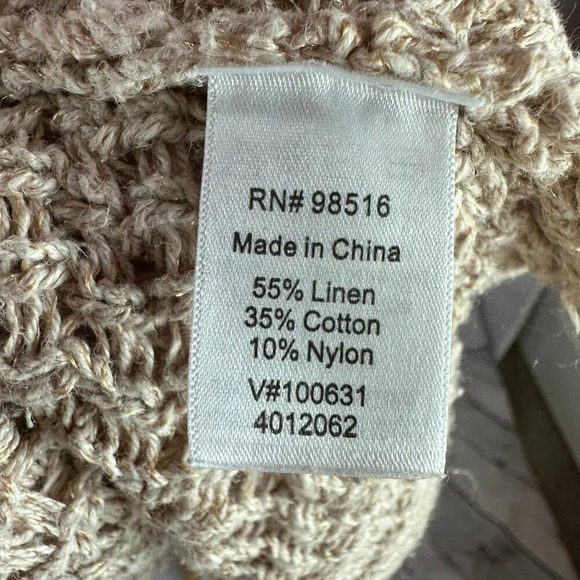 RN# 98516
Made in China
55% Linen
35% Cotton
10% Nylon
V#100631
4012062